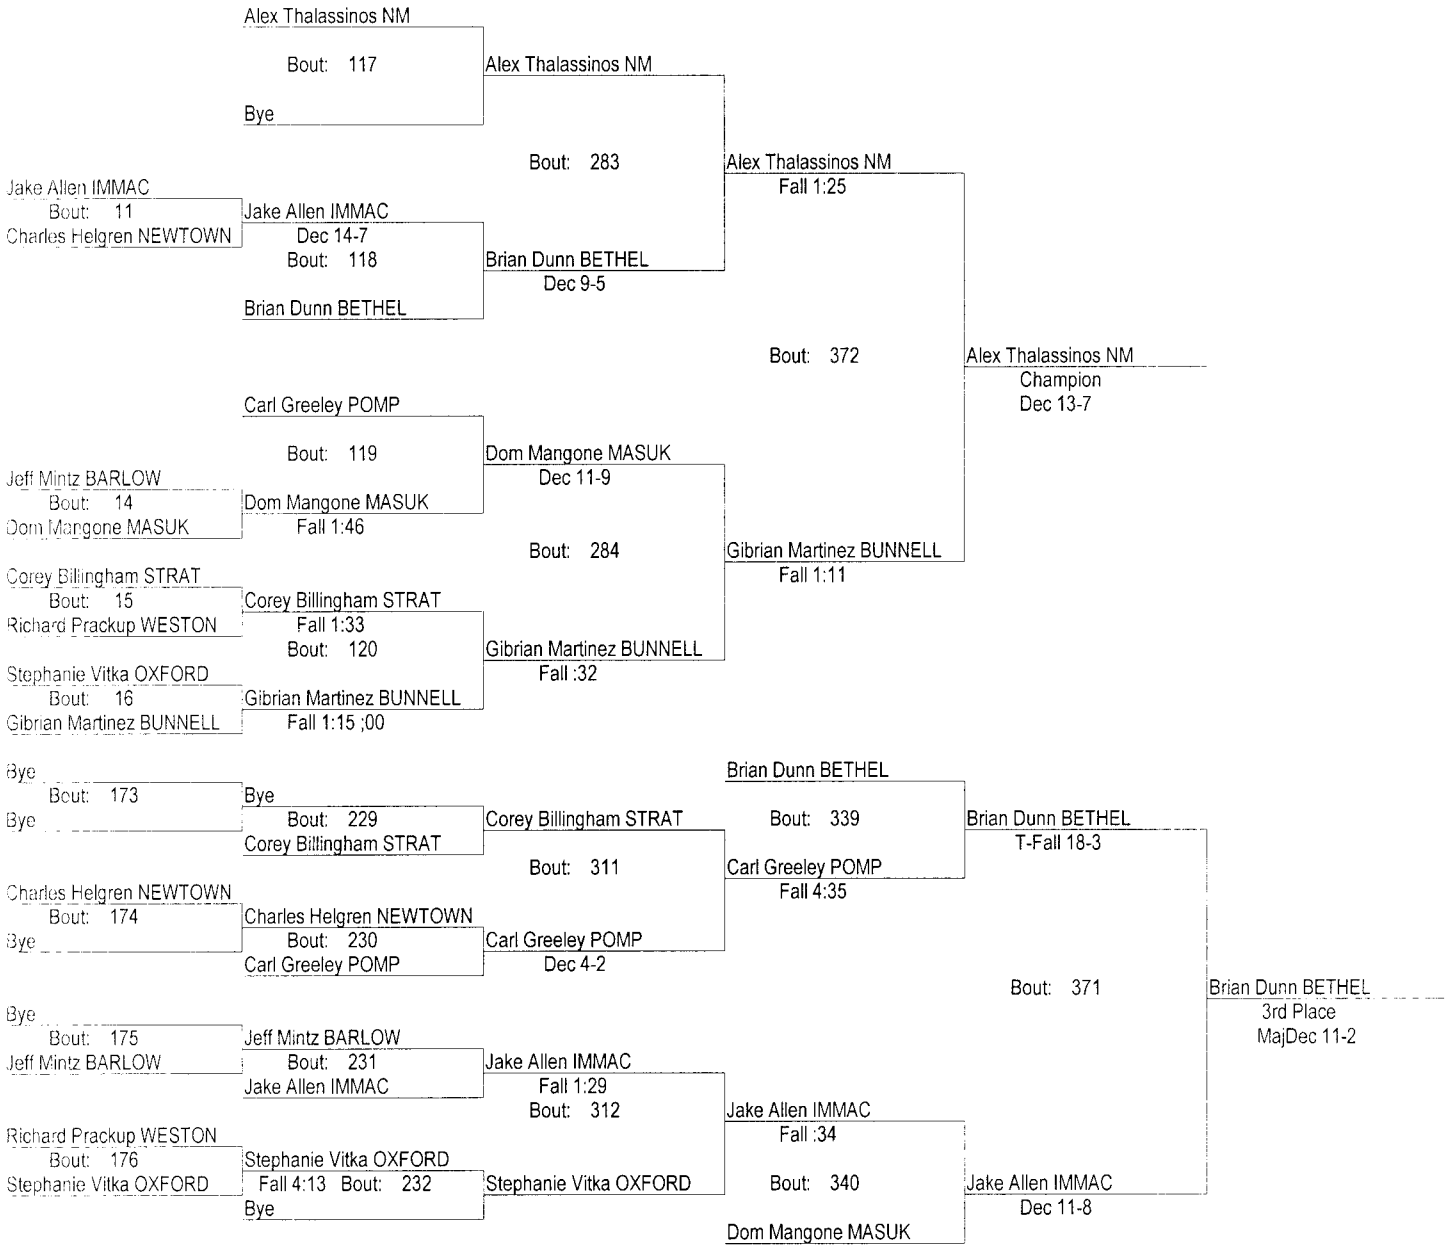 Alex Thalassinos NM
Bout: 117
Alex Thalassinos NM
Bye
Bout: 283
Alex Thalassinos NM
Fall 1:25
Jake Allen IMMAC
Bout: 11
Charles Helgren NEWTOWN
Jake Allen IMMAC
Dec 14-7
Bout: 118
Brian Dunn BETHEL
Dec 9-5
Brian Dunn BETHEL
Bout: 372
Alex Thalassinos NM
Champion
Dec 13-7
Carl Greeley POMP
Bout: 119
Dom Mangone MASUK
Dec 11-9
Jeff Mintz BARLOW
Bout: 14
Dom Mangone MASUK
Dom Mangone MASUK
Fall 1:46
Bout: 284
Gibrian Martinez BUNNELL
Fall 1:11
Corey Billingham STRAT
Bout: 15
Richard Prackup WESTON
Corey Billingham STRAT
Fall 1:33
Bout: 120
Gibrian Martinez BUNNELL
Fall :32
Stephanie Vitka OXFORD
Bout: 16
Gibrian Martinez BUNNELL
Gibrian Martinez BUNNELL
Fall 1:15 ;00
Bye
Bout: 173
Bye
Bye
Bout: 229
Corey Billingham STRAT
Corey Billingham STRAT
Bout: 311
Brian Dunn BETHEL
Bout: 339
Carl Greeley POMP
Fall 4:35
Brian Dunn BETHEL
T-Fall 18-3
Charles Helgren NEWTOWN
Bout: 174
Bye
Charles Helgren NEWTOWN
Bout: 230
Carl Greeley POMP
Carl Greeley POMP
Dec 4-2
Bout: 371
Brian Dunn BETHEL
3rd Place
MajDec 11-2
Bye
Bout: 175
Jeff Mintz BARLOW
Jeff Mintz BARLOW
Bout: 231
Jake Allen IMMAC
Jake Allen IMMAC
Fall 1:29
Bout: 312
Jake Allen IMMAC
Fall :34
Richard Prackup WESTON
Bout: 176
Stephanie Vitka OXFORD
Stephanie Vitka OXFORD
Fall 4:13 Bout: 232
Bye
Stephanie Vitka OXFORD
Bout: 340
Jake Allen IMMAC
Dec 11-8
Dom Mangone MASUK